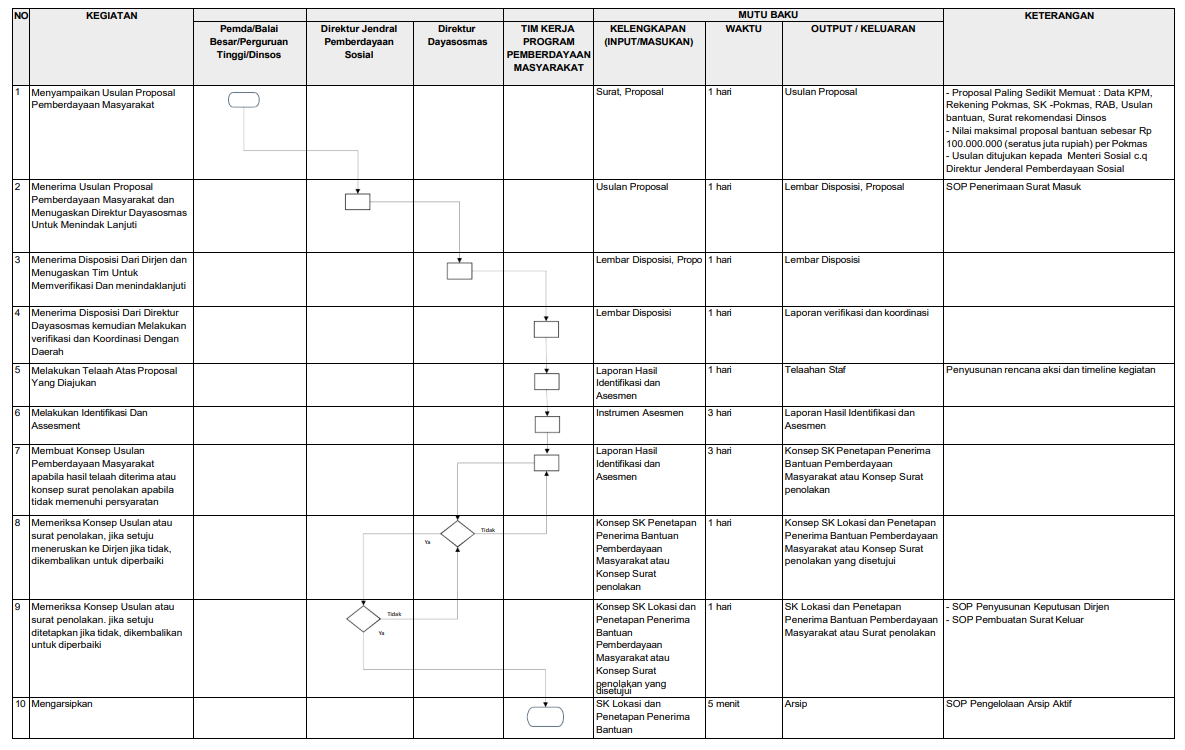 NO
KEGIATAN
Pemda/Balai
Besar/Perguruan
Tinggi/Dinsos
Direktur Jendral
Pemberdayaan
Sosial
Direktur
Dayasosmas
TIM KERJA
PROGRAM
PEMBERDAYAAN
MASYARAKAT
MUTU BAKU
KELENGKAPAN
(INPUT/MASUKAN)
WAKTU
OUTPUT / KELUARAN
KETERANGAN
1
Menyampaikan Usulan Proposal
Pemberdayaan Masyarakat
Surat, Proposal
1 hari
Usulan Proposal
- Proposal Paling Sedikit Memuat : Data KPM,
Rekening Pokmas, SK -Pokmas, RAB, Usulan
bantuan, Surat rekomendasi Dinsos
- Nilai maksimal proposal bantuan sebesar Rp
100.000.000 (seratus juta rupiah) per Pokmas
- Usulan ditujukan kepada Menteri Sosial c.q
Direktur Jenderal Pemberdayaan Sosial
2
Menerima Usulan Proposal
Pemberdayaan Masyarakat dan
Menugaskan Direktur Dayasosmas
Untuk Menindak Lanjuti
Usulan Proposal
1 hari
Lembar Disposisi, Proposal
SOP Penerimaan Surat Masuk
3
Menerima Disposisi Dari Dirjen dan
Menugaskan Tim Untuk
Memverifikasi Dan menindaklanjuti
Lembar Disposisi, Propo
1 hari
Lembar Disposisi
4
Menerima Disposisi Dari Direktur
Dayasosmas kemudian Melakukan
verifikasi dan Koordinasi Dengan
Daerah
Lembar Disposisi
1 hari
Laporan verifikasi dan koordinasi
5
Melakukan Telaah Atas Proposal
Yang Diajukan
Laporan Hasil
Identifikasi dan
Asesmen
1 hari
Telaahan Staf
Penyusunan rencana aksi dan timeline kegiatan
6
Melakukan Identifikasi Dan
Assesment
Instrumen Asesmen
3 hari
Laporan Hasil Identifikasi dan
Asesmen
7
Membuat Konsep Usulan
Pemberdayaan Masyarakat
apabila hasil telaah diterima atau
konsep surat penolakan apabila
tidak memenuhi persyaratan
Laporan Hasil
Identifikasi dan
Asesmen
3 hari
Konsep SK Penetapan Penerima
Bantuan Pemberdayaan
Masyarakat atau Konsep Surat
penolakan
8
Memeriksa Konsep Usulan atau
surat penolakan, jika setuju
meneruskan ke Dirjen jika tidak,
dikembalikan untuk diperbaiki
Tidak
Ya
Konsep SK Penetapan
Penerima Bantuan
Pemberdayaan
Masyarakat atau
Konsep Surat
penolakan
1 hari
Konsep SK Lokasi dan Penetapan
Penerima Bantuan Pemberdayaan
Masyarakat atau Konsep Surat
penolakan yang disetujui
9
Memeriksa Konsep Usulan atau
surat penolakan. jika setuju
ditetapkan jika tidak, dikembalikan
untuk diperbaiki
Tidak
Ya
Konsep SK Lokasi dan
Penetapan Penerima
Bantuan
Pemberdayaan
Masyarakat atau
Konsep Surat
penolakan yang
disetujui
1 hari
SK Lokasi dan Penetapan
Penerima Bantuan Pemberdayaan
Masyarakat atau Surat penolakan
- SOP Penyusunan Keputusan Dirjen
- SOP Pembuatan Surat Keluar
10
Mengarsipkan
SK Lokasi dan
Penetapan Penerima
Bantuan
5 menit
Arsip
SOP Pengelolaan Arsip Aktif